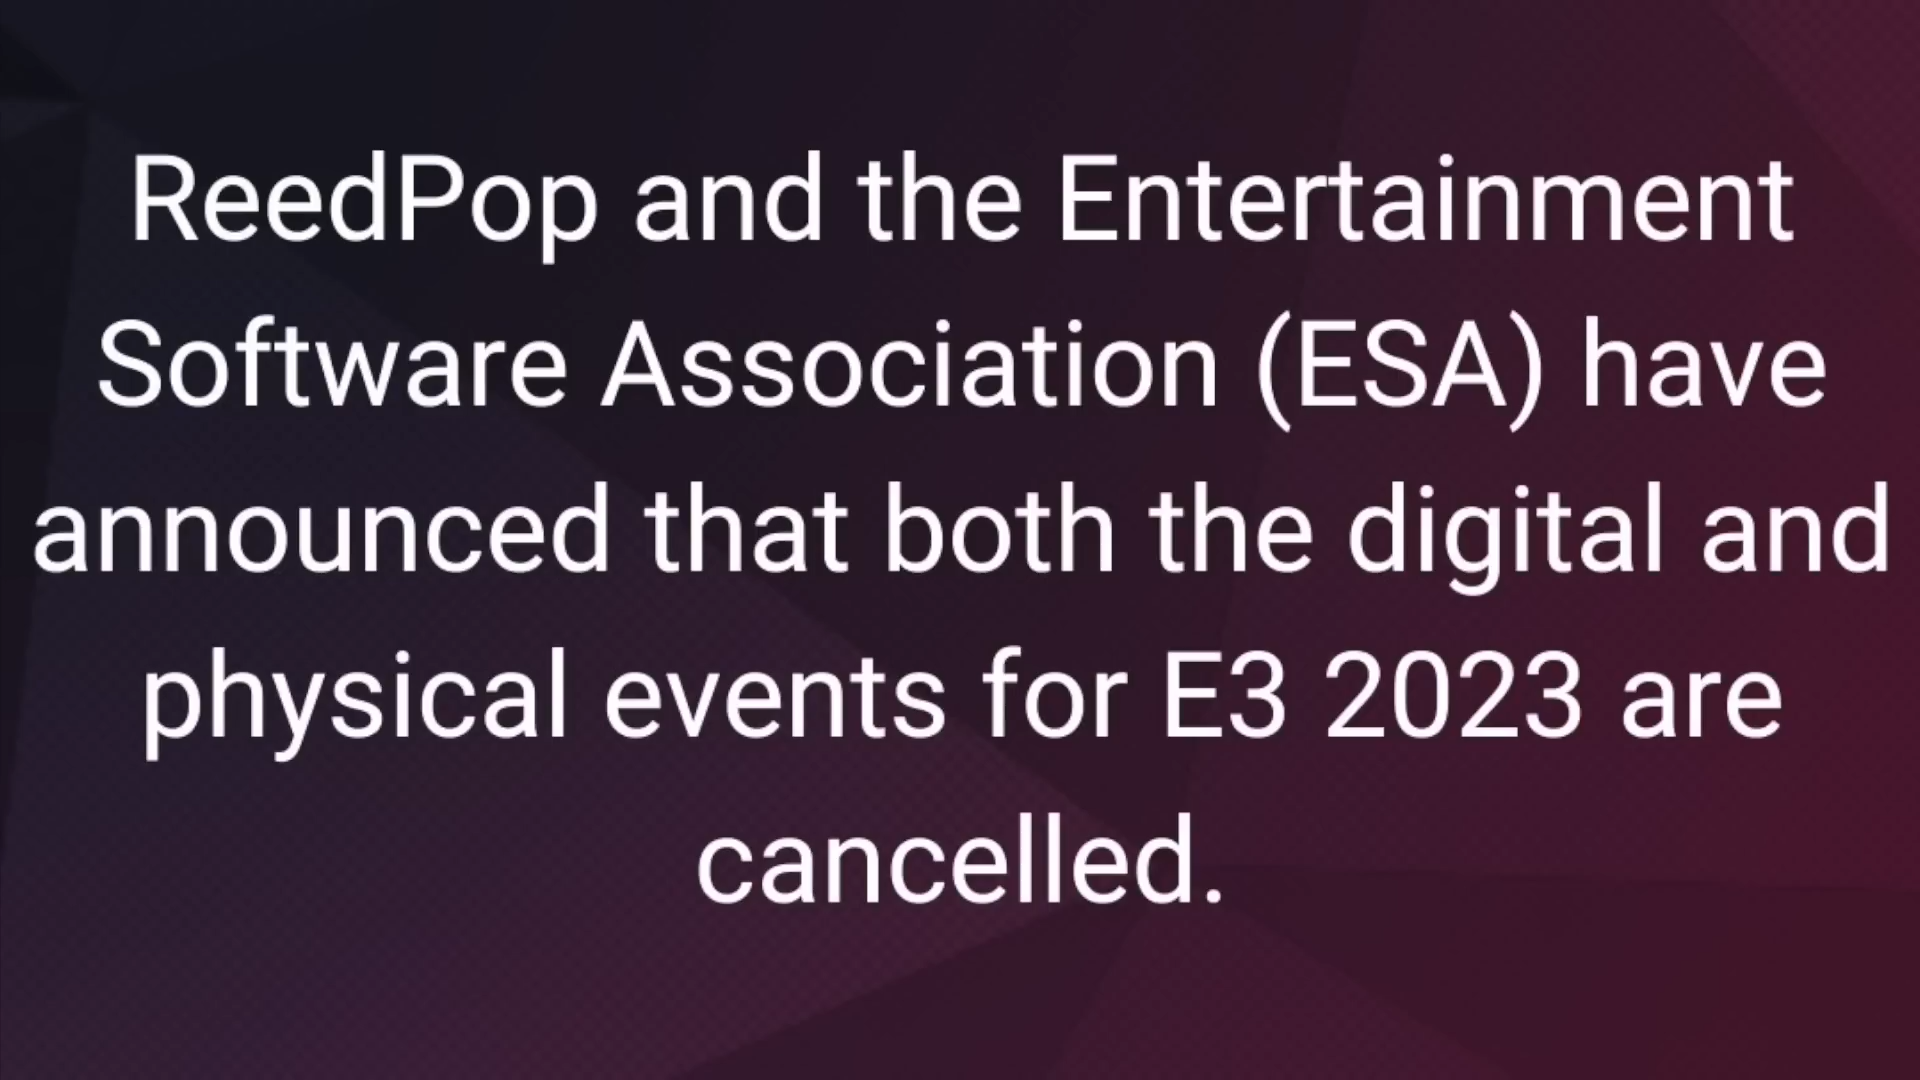 ReedPop and the Entertainment
Software Association (ESA) have
announced that both the digital and
physical events for E3 2023 are
cancelled.